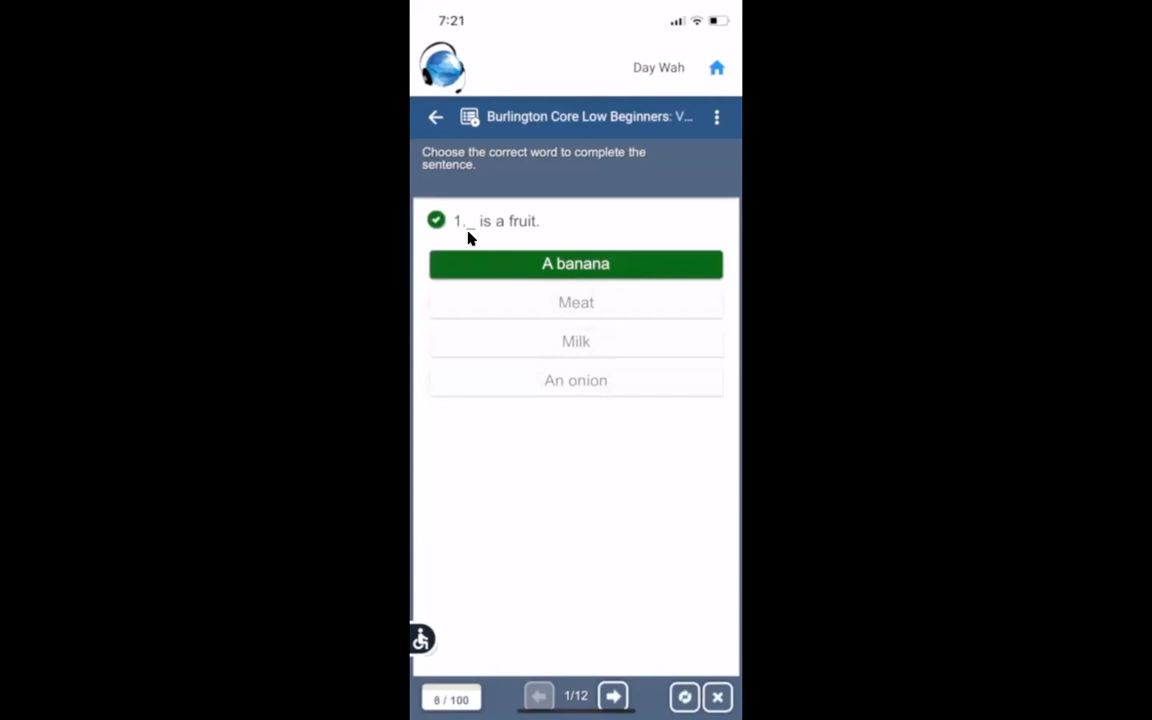 7:21
Day Wah
Burlington Core Low Beginners: V...
Choose the correct word to complete the
sentence.
1._ is a fruit.
A banana
Meat
Milk
An onion
8 / 100
1/12